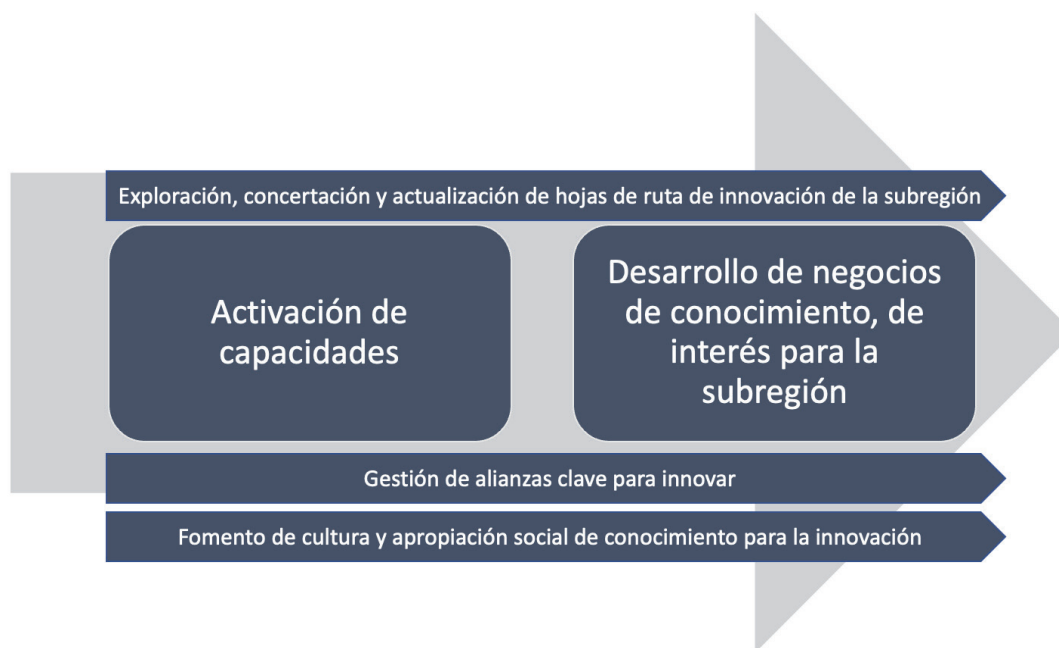 Exploración, concertación y actualización de hojas de ruta de innovación de la subregión
Activación de
capacidades
Desarrollo de negocios
de conocimiento, de
interés para la
subregión
Gestión de alianzas clave para innovar
Fomento de cultura y apropiación social de conocimiento para la innovación